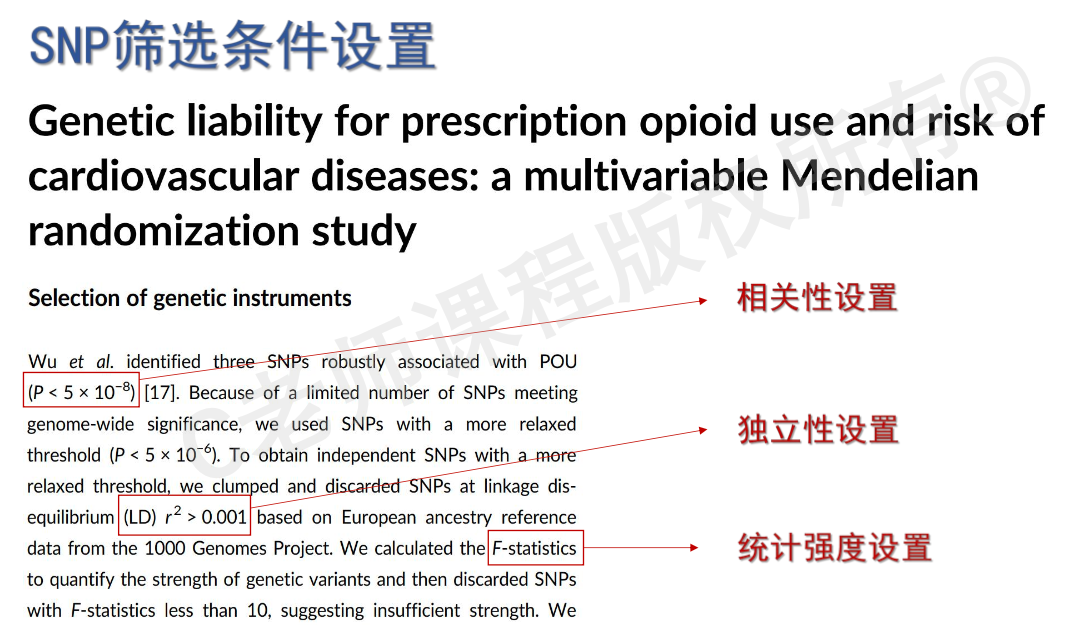 SNP筛选条件设置
Genetic liability for prescription opioid use and risk of
cardiovascular diseases: a multivariable Mendelian
randomization study
Selection of genetic instruments
相关性设置
Wu et al. identified three SNPs robustly associated with POU
(P < 5 × 10⁻⁸) [17]. Because of a limited number of SNPs meeting
genome-wide significance, we used SNPs with a more relaxed
threshold (P < 5 × 10⁻⁶). To obtain independent SNPs with a more
relaxed threshold, we clumped and discarded SNPs at linkage dis-
equilibrium (LD) r² > 0.001 based on European ancestry reference
data from the 1000 Genomes Project. We calculated the F-statistics
to quantify the strength of genetic variants and then discarded SNPs
with F-statistics less than 10, suggesting insufficient strength. We
独立性设置
统计强度设置
C老师课程版权所有®